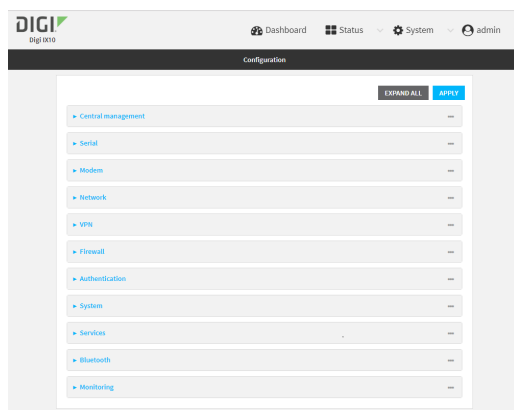 DIGI
Digi IX10
Dashboard Status System admin
Configuration
EXPAND ALL APPLY
Central management
Serial
Modem
Network
VPN
Firewall
Authentication
System
Services
Bluetooth
Monitoring